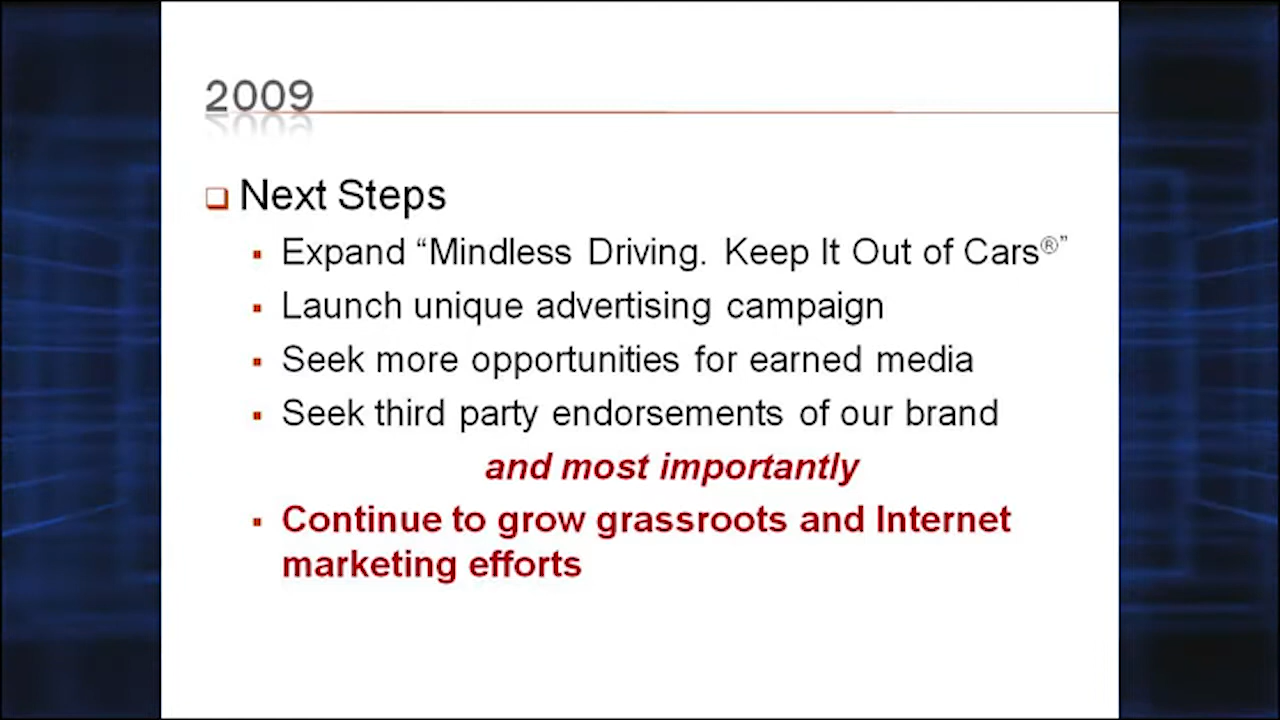 2009
Next Steps
Expand “Mindless Driving. Keep It Out of Cars®”
Launch unique advertising campaign
Seek more opportunities for earned media
Seek third party endorsements of our brand
and most importantly
Continue to grow grassroots and Internet
marketing efforts